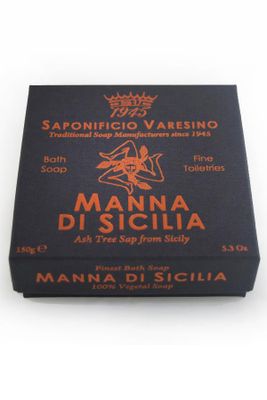 1945
SAPONIFICIO VARESINO
Traditional Soap Manufacturers since 1945
Bath Soap
Fine Toiletries
MANNA
DI SICILIA
Ash Tree Sap from Sicily
150g e
5.3 Oz
Finest Bath Soap
MANNA DI SICILIA
100% Vegetal Soap